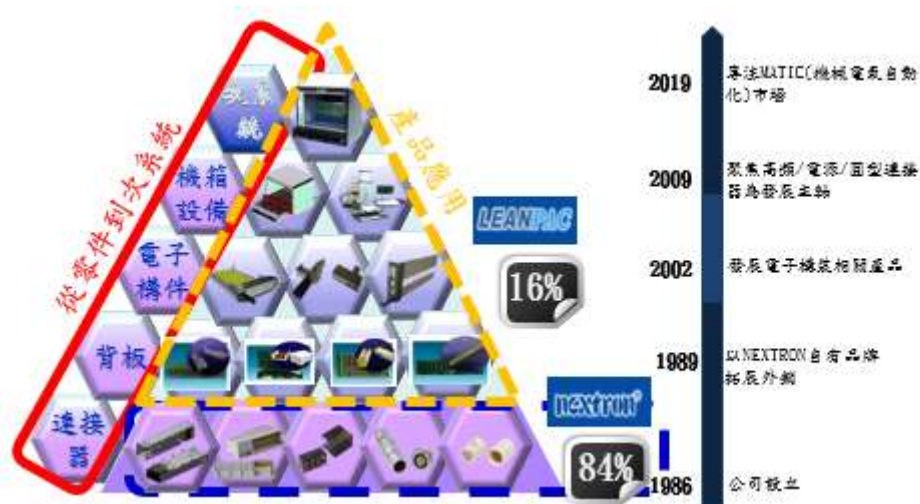 從零件到次系統
次系
統
機箱
設備
電子
構件
背板
連接
器
產品應用
LEANPAC
16%
nextron®
84%
2019
專注MATIC(機械電氣自動
化)市場
2009
聚焦高頻/電源/圓型連接
器為發展主軸
2002
發展電子構裝相關產品
1989
以NEXTRON自有品牌
拓展外銷
1986
公司設立